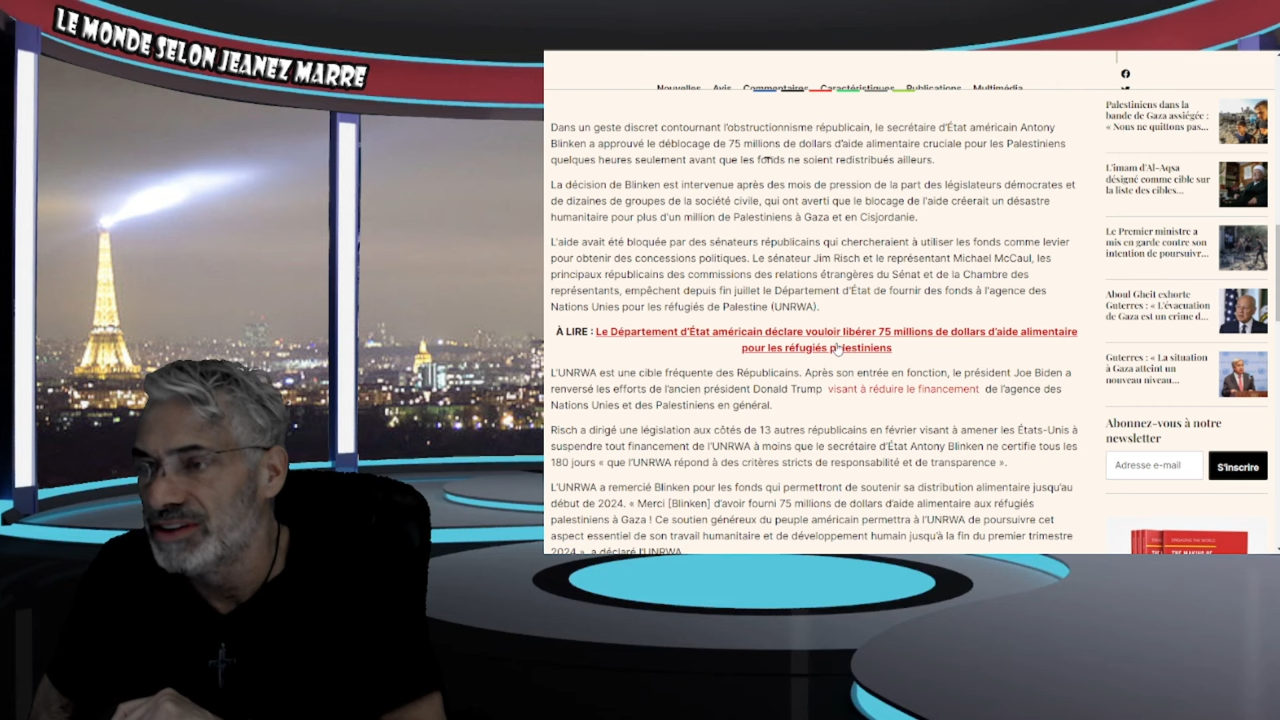 LE MONDE SELON JEANEZ MARRE
Nouvelles Avis Commentaires Caractéristiques Publications Multimédia
Dans un geste discret contournant l'obstructionnisme républicain, le secrétaire d'État américain Antony
Blinken a approuvé le déblocage de 75 millions de dollars d'aide alimentaire cruciale pour les Palestiniens
quelques heures seulement avant que les fonds ne soient redistribués ailleurs.
La décision de Blinken est intervenue après des mois de pression de la part des législateurs démocrates et
de dizaines de groupes de la société civile, qui ont averti que le blocage de l'aide créerait un désastre
humanitaire pour plus d'un million de Palestiniens à Gaza et en Cisjordanie.
L'aide avait été bloquée par des sénateurs républicains qui chercheraient à utiliser les fonds comme levier
pour obtenir des concessions politiques. Le sénateur Jim Risch et le représentant Michael McCaul, les
principaux républicains des commissions des relations étrangères du Sénat et de la Chambre des
représentants, empêchent depuis fin juillet le Département d'État de fournir des fonds à l'agence des
Nations Unies pour les réfugiés de Palestine (UNRWA).
À LIRE : Le Département d'État américain déclare vouloir libérer 75 millions de dollars d'aide alimentaire
pour les réfugiés palestiniens
L'UNRWA est une cible fréquente des Républicains. Après son entrée en fonction, le président Joe Biden a
renversé les efforts de l'ancien président Donald Trump visant à réduire le financement de l'agence des
Nations Unies et des Palestiniens en général.
Risch a dirigé une législation aux côtés de 13 autres républicains en février visant à amener les États-Unis à
suspendre tout financement de l'UNRWA à moins que le secrétaire d'État Antony Blinken ne certifie tous les
180 jours « que l'UNRWA répond à des critères stricts de responsabilité et de transparence ».
L'UNRWA a remercié Blinken pour les fonds qui permettront de soutenir sa distribution alimentaire jusqu'au
début de 2024. « Merci [Blinken] d'avoir fourni 75 millions de dollars d'aide alimentaire aux réfugiés
palestiniens à Gaza ! Ce soutien généreux du peuple américain permettra à l'UNRWA de poursuivre cet
aspect essentiel de son travail humanitaire et de développement humain jusqu'à la fin du premier trimestre
2024 », a déclaré l'UNRWA.
Palestiniens dans la
bande de Gaza assiégée :
« Nous ne quittons pas...
L'imam d'Al-Aqsa
désigné comme cible sur
la liste des cibles...
Le Premier ministre a
mis en garde contre son
intention de poursuivr...
Aboul Gheit exhorte
Guterres : « L'évacuation
de Gaza est un crime d...
Guterres : « La situation
à Gaza atteint un
nouveau niveau...
Abonnez-vous à notre
newsletter
Adresse e-mail
S'inscrire